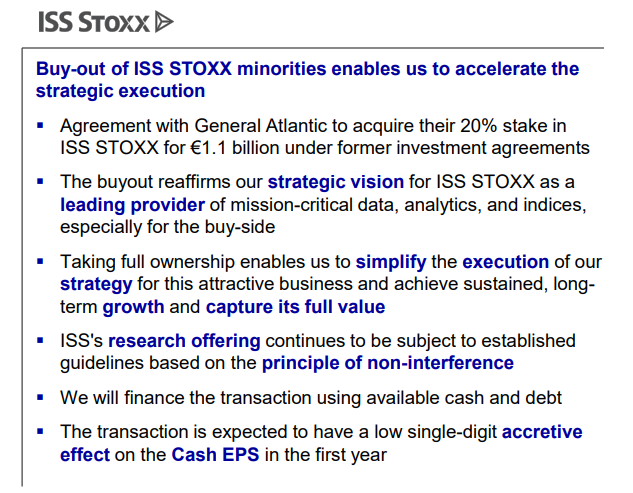 ISS STOXX
Buy-out of ISS STOXX minorities enables us to accelerate the
strategic execution
▪ Agreement with General Atlantic to acquire their 20% stake in
ISS STOXX for €1.1 billion under former investment agreements
▪ The buyout reaffirms our strategic vision for ISS STOXX as a
leading provider of mission-critical data, analytics, and indices,
especially for the buy-side
▪ Taking full ownership enables us to simplify the execution of our
strategy for this attractive business and achieve sustained, long-
term growth and capture its full value
▪ ISS's research offering continues to be subject to established
guidelines based on the principle of non-interference
▪ We will finance the transaction using available cash and debt
▪ The transaction is expected to have a low single-digit accretive
effect on the Cash EPS in the first year